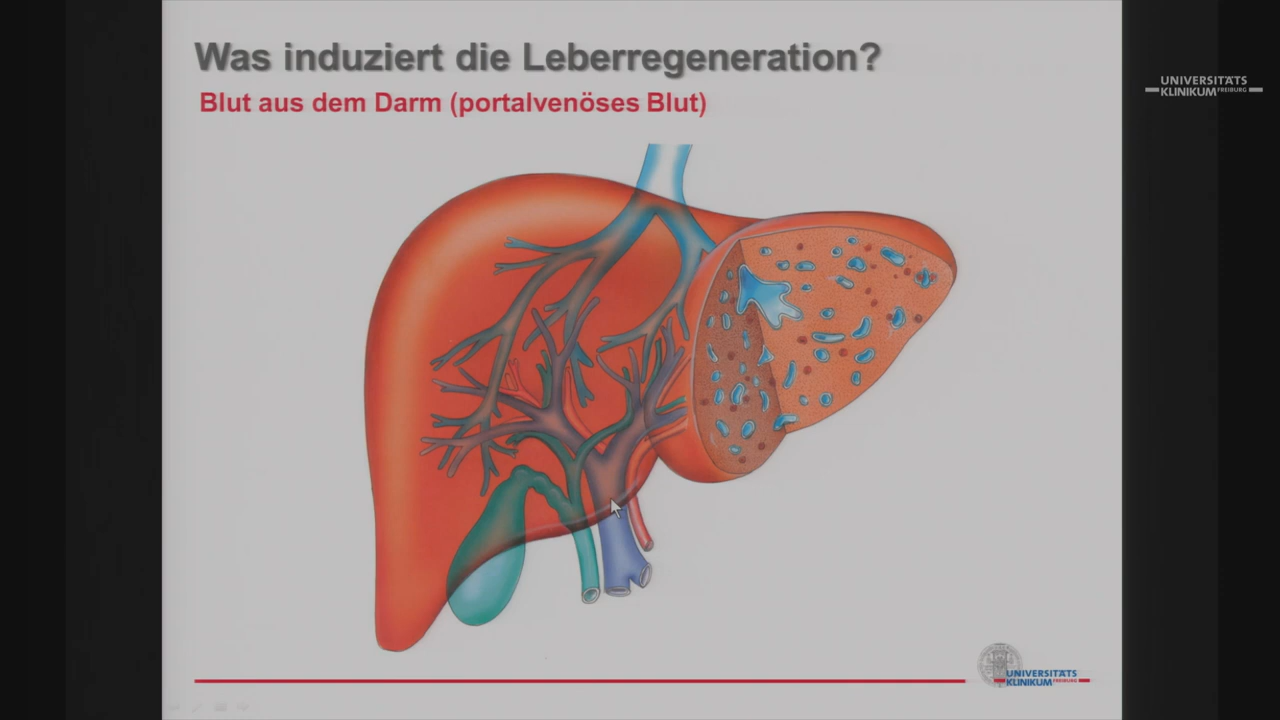 Was induziert die Leberregeneration?
Blut aus dem Darm (portalvenöses Blut)
UNIVERSITÄTS
KLINIKUM FREIBURG
UNIVERSITÄTS
KLINIKUM FREIBURG